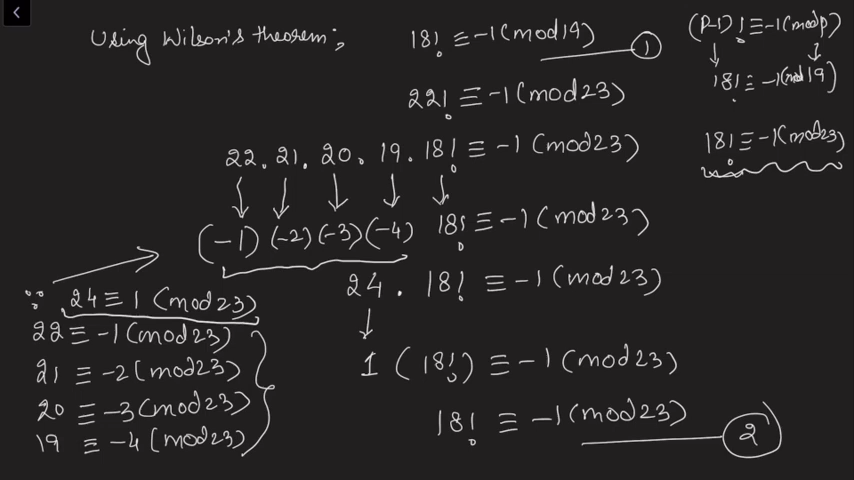 Using Wilson's theorem;
18! ≡ -1 (mod 19) ①
(P-1)! ≡ -1 (mod p)
18! ≡ -1 (mod 19)
22! ≡ -1 (mod 23)
18! ≡ -1 (mod 23)
22 . 21 . 20 . 19 . 18! ≡ -1 (mod 23)
(-1) (-2) (-3) (-4) 18! ≡ -1 (mod 23)
24 . 18! ≡ -1 (mod 23)
∵ 24 ≡ 1 (mod 23)
22 ≡ -1 (mod 23)
21 ≡ -2 (mod 23)
20 ≡ -3 (mod 23)
19 ≡ -4 (mod 23)
1 (18!) ≡ -1 (mod 23)
18! ≡ -1 (mod 23) ②